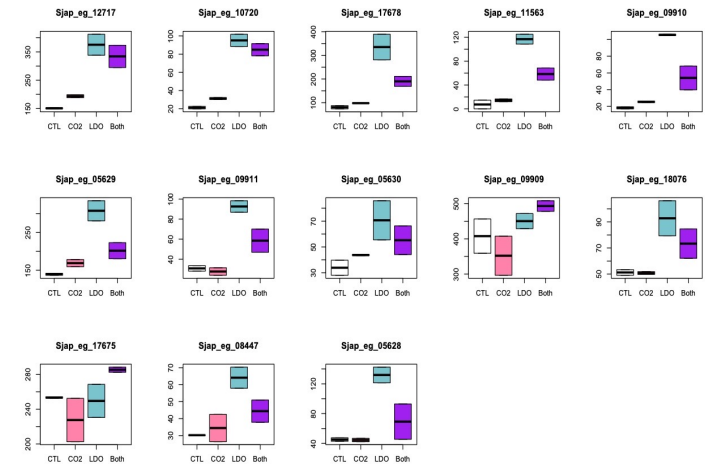 Sjap_eg_12717 Sjap_eg_10720 Sjap_eg_17678 Sjap_eg_11563 Sjap_eg_09910
350
250
150
CTL CO2 LDO Both
100
80
60
40
20
CTL CO2 LDO Both
400
300
200
100
CTL CO2 LDO Both
120
80
40
0
CTL CO2 LDO Both
80
60
40
20
CTL CO2 LDO Both
Sjap_eg_05629 Sjap_eg_09911 Sjap_eg_05630 Sjap_eg_09909 Sjap_eg_18076
250
150
CTL CO2 LDO Both
100
80
60
40
CTL CO2 LDO Both
70
50
30
CTL CO2 LDO Both
500
400
300
CTL CO2 LDO Both
90
70
50
CTL CO2 LDO Both
Sjap_eg_17675 Sjap_eg_08447 Sjap_eg_05628
280
240
200
CTL CO2 LDO Both
70
60
50
40
30
CTL CO2 LDO Both
120
80
40
CTL CO2 LDO Both